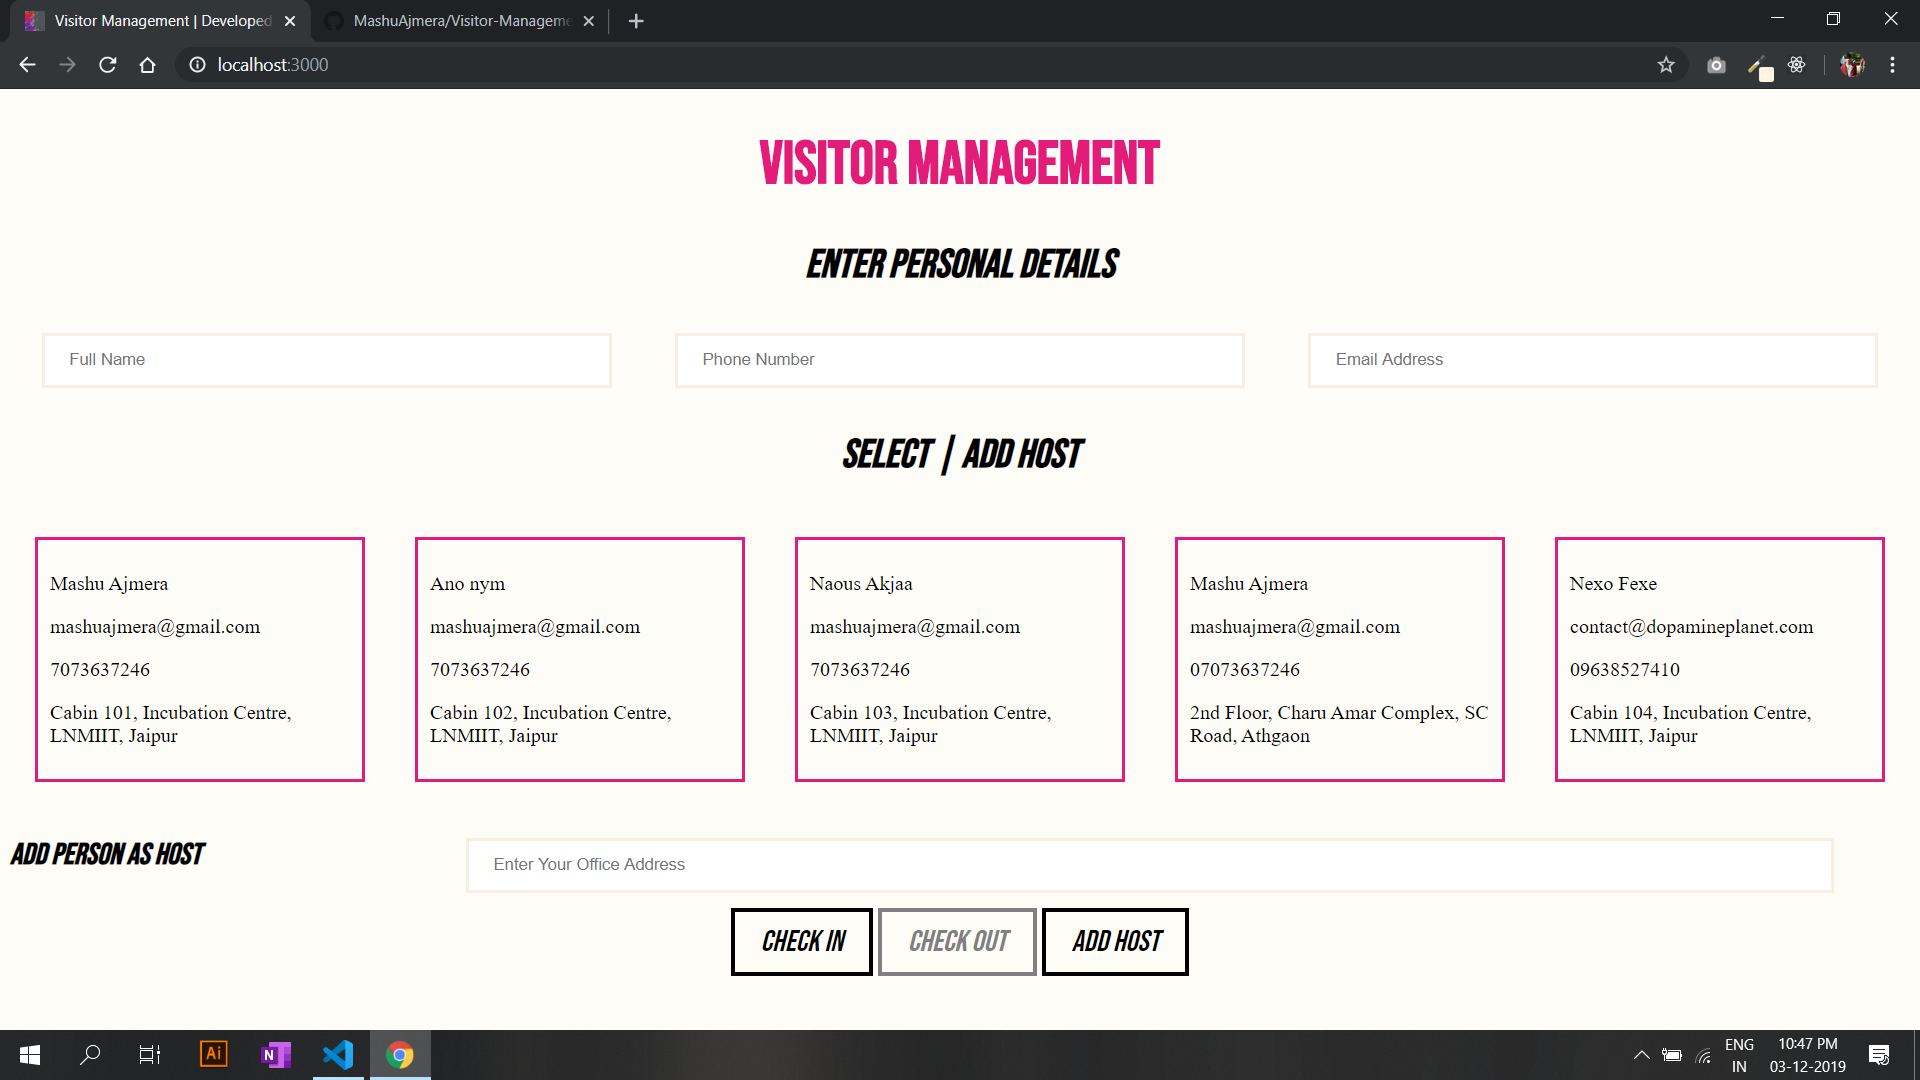 Visitor Management | Developed
MashuAjmera/Visitor-Manageme
localhost:3000
VISITOR MANAGEMENT
ENTER PERSONAL DETAILS
Full Name
Phone Number
Email Address
SELECT | ADD HOST
Mashu Ajmera
mashuajmera@gmail.com
7073637246
Cabin 101, Incubation Centre,
LNMIIT, Jaipur
Ano nym
mashuajmera@gmail.com
7073637246
Cabin 102, Incubation Centre,
LNMIIT, Jaipur
Naous Akjaa
mashuajmera@gmail.com
7073637246
Cabin 103, Incubation Centre,
LNMIIT, Jaipur
Mashu Ajmera
mashuajmera@gmail.com
07073637246
2nd Floor, Charu Amar Complex, SC
Road, Athgaon
Nexo Fexe
contact@dopamineplanet.com
09638527410
Cabin 104, Incubation Centre,
LNMIIT, Jaipur
ADD PERSON AS HOST
Enter Your Office Address
CHECK IN
CHECK OUT
ADD HOST
Ai
N
ENG
IN
10:47 PM
03-12-2019